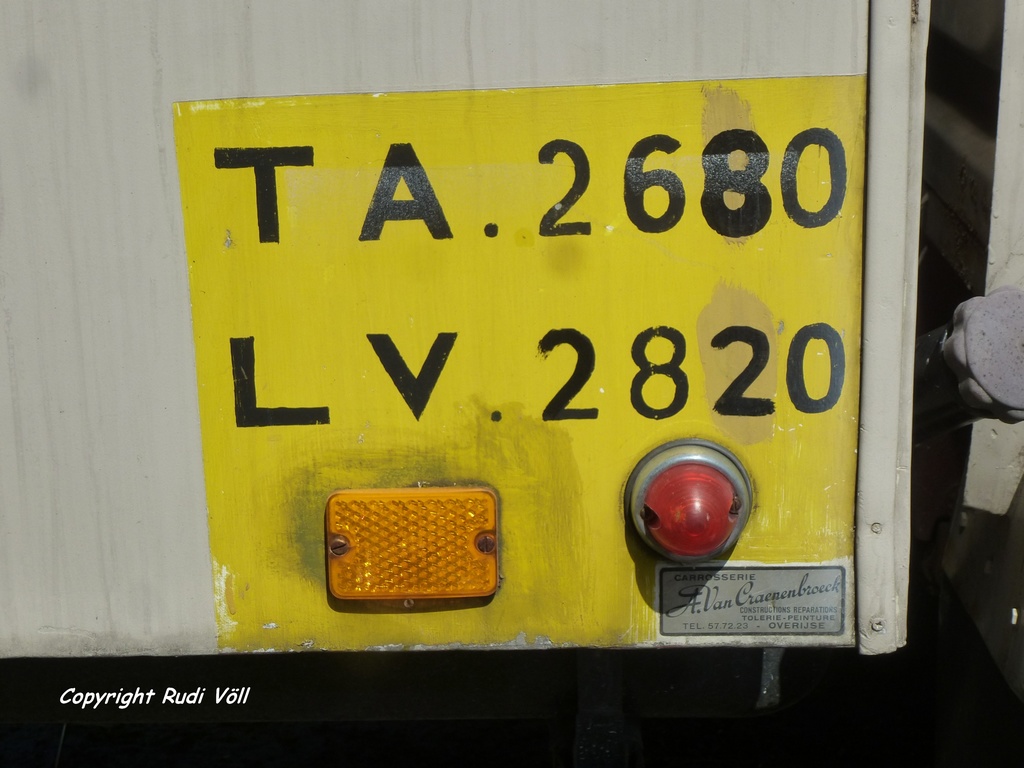 TA.2680
LV.2820
CARROSSERIE
A.Van Craenenbroeck
CONSTRUCTIONS REPARATIONS
TOLERIE-PEINTURE
TEL. 57.72.23 - OVERIJSE
Copyright Rudi Völl